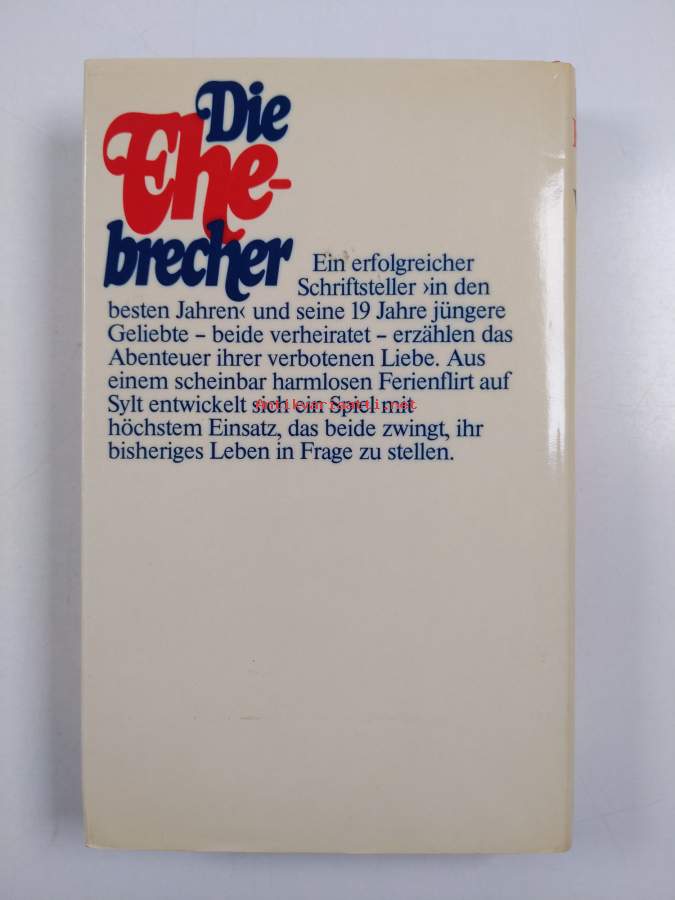 Die
Ehe-
brecher
Ein erfolgreicher
Schriftsteller ›in den
besten Jahren‹ und seine 19 Jahre jüngere
Geliebte – beide verheiratet – erzählen das
Abenteuer ihrer verbotenen Liebe. Aus
einem scheinbar harmlosen Ferienflirt auf
Sylt entwickelt sich ein Spiel mit
höchstem Einsatz, das beide zwingt, ihr
bisheriges Leben in Frage zu stellen.
Antikvariaatti.net